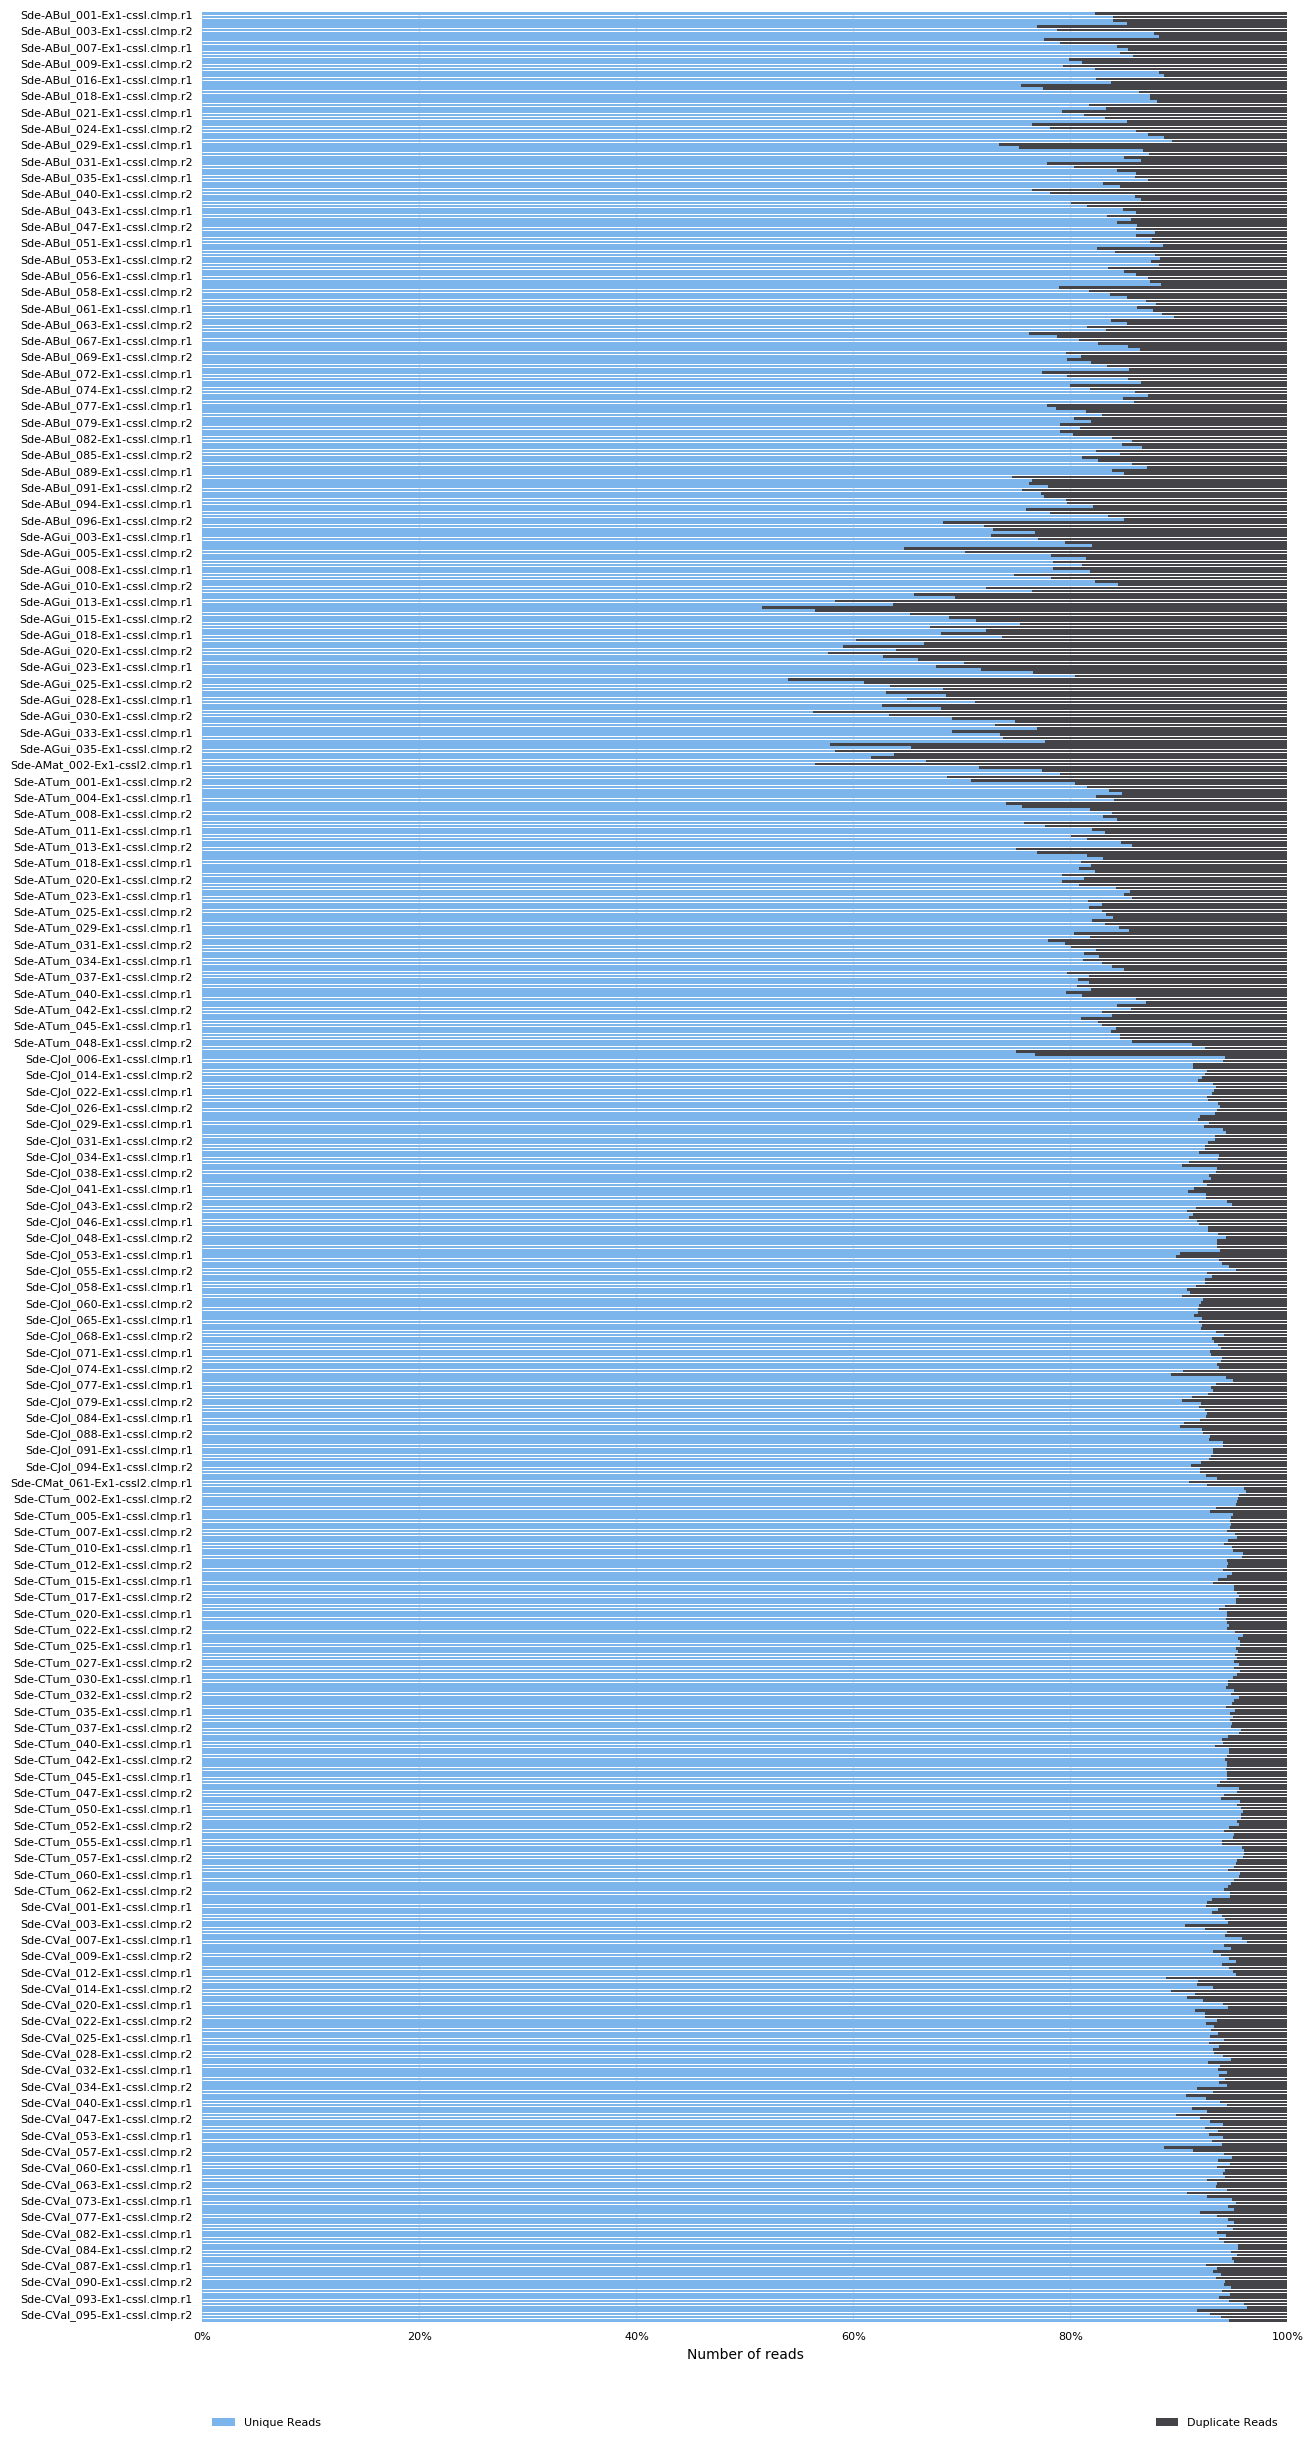 Sde-ABul_001-Ex1-cssl.clmp.r1
Sde-ABul_003-Ex1-cssl.clmp.r2
Sde-ABul_007-Ex1-cssl.clmp.r1
Sde-ABul_009-Ex1-cssl.clmp.r2
Sde-ABul_016-Ex1-cssl.clmp.r1
Sde-ABul_018-Ex1-cssl.clmp.r2
Sde-ABul_021-Ex1-cssl.clmp.r1
Sde-ABul_024-Ex1-cssl.clmp.r2
Sde-ABul_029-Ex1-cssl.clmp.r1
Sde-ABul_031-Ex1-cssl.clmp.r2
Sde-ABul_035-Ex1-cssl.clmp.r1
Sde-ABul_040-Ex1-cssl.clmp.r2
Sde-ABul_043-Ex1-cssl.clmp.r1
Sde-ABul_047-Ex1-cssl.clmp.r2
Sde-ABul_051-Ex1-cssl.clmp.r1
Sde-ABul_053-Ex1-cssl.clmp.r2
Sde-ABul_056-Ex1-cssl.clmp.r1
Sde-ABul_058-Ex1-cssl.clmp.r2
Sde-ABul_061-Ex1-cssl.clmp.r1
Sde-ABul_063-Ex1-cssl.clmp.r2
Sde-ABul_067-Ex1-cssl.clmp.r1
Sde-ABul_069-Ex1-cssl.clmp.r2
Sde-ABul_072-Ex1-cssl.clmp.r1
Sde-ABul_074-Ex1-cssl.clmp.r2
Sde-ABul_077-Ex1-cssl.clmp.r1
Sde-ABul_079-Ex1-cssl.clmp.r2
Sde-ABul_082-Ex1-cssl.clmp.r1
Sde-ABul_085-Ex1-cssl.clmp.r2
Sde-ABul_089-Ex1-cssl.clmp.r1
Sde-ABul_091-Ex1-cssl.clmp.r2
Sde-ABul_094-Ex1-cssl.clmp.r1
Sde-ABul_096-Ex1-cssl.clmp.r2
Sde-AGui_003-Ex1-cssl.clmp.r1
Sde-AGui_005-Ex1-cssl.clmp.r2
Sde-AGui_008-Ex1-cssl.clmp.r1
Sde-AGui_010-Ex1-cssl.clmp.r2
Sde-AGui_013-Ex1-cssl.clmp.r1
Sde-AGui_015-Ex1-cssl.clmp.r2
Sde-AGui_018-Ex1-cssl.clmp.r1
Sde-AGui_020-Ex1-cssl.clmp.r2
Sde-AGui_023-Ex1-cssl.clmp.r1
Sde-AGui_025-Ex1-cssl.clmp.r2
Sde-AGui_028-Ex1-cssl.clmp.r1
Sde-AGui_030-Ex1-cssl.clmp.r2
Sde-AGui_033-Ex1-cssl.clmp.r1
Sde-AGui_035-Ex1-cssl.clmp.r2
Sde-AMat_002-Ex1-cssl2.clmp.r1
Sde-ATum_001-Ex1-cssl.clmp.r2
Sde-ATum_004-Ex1-cssl.clmp.r1
Sde-ATum_008-Ex1-cssl.clmp.r2
Sde-ATum_011-Ex1-cssl.clmp.r1
Sde-ATum_013-Ex1-cssl.clmp.r2
Sde-ATum_018-Ex1-cssl.clmp.r1
Sde-ATum_020-Ex1-cssl.clmp.r2
Sde-ATum_023-Ex1-cssl.clmp.r1
Sde-ATum_025-Ex1-cssl.clmp.r2
Sde-ATum_029-Ex1-cssl.clmp.r1
Sde-ATum_031-Ex1-cssl.clmp.r2
Sde-ATum_034-Ex1-cssl.clmp.r1
Sde-ATum_037-Ex1-cssl.clmp.r2
Sde-ATum_040-Ex1-cssl.clmp.r1
Sde-ATum_042-Ex1-cssl.clmp.r2
Sde-ATum_045-Ex1-cssl.clmp.r1
Sde-ATum_048-Ex1-cssl.clmp.r2
Sde-CJol_006-Ex1-cssl.clmp.r1
Sde-CJol_014-Ex1-cssl.clmp.r2
Sde-CJol_022-Ex1-cssl.clmp.r1
Sde-CJol_026-Ex1-cssl.clmp.r2
Sde-CJol_029-Ex1-cssl.clmp.r1
Sde-CJol_031-Ex1-cssl.clmp.r2
Sde-CJol_034-Ex1-cssl.clmp.r1
Sde-CJol_038-Ex1-cssl.clmp.r2
Sde-CJol_041-Ex1-cssl.clmp.r1
Sde-CJol_043-Ex1-cssl.clmp.r2
Sde-CJol_046-Ex1-cssl.clmp.r1
Sde-CJol_048-Ex1-cssl.clmp.r2
Sde-CJol_053-Ex1-cssl.clmp.r1
Sde-CJol_055-Ex1-cssl.clmp.r2
Sde-CJol_058-Ex1-cssl.clmp.r1
Sde-CJol_060-Ex1-cssl.clmp.r2
Sde-CJol_065-Ex1-cssl.clmp.r1
Sde-CJol_068-Ex1-cssl.clmp.r2
Sde-CJol_071-Ex1-cssl.clmp.r1
Sde-CJol_074-Ex1-cssl.clmp.r2
Sde-CJol_077-Ex1-cssl.clmp.r1
Sde-CJol_079-Ex1-cssl.clmp.r2
Sde-CJol_084-Ex1-cssl.clmp.r1
Sde-CJol_088-Ex1-cssl.clmp.r2
Sde-CJol_091-Ex1-cssl.clmp.r1
Sde-CJol_094-Ex1-cssl.clmp.r2
Sde-CMat_061-Ex1-cssl2.clmp.r1
Sde-CTum_002-Ex1-cssl.clmp.r2
Sde-CTum_005-Ex1-cssl.clmp.r1
Sde-CTum_007-Ex1-cssl.clmp.r2
Sde-CTum_010-Ex1-cssl.clmp.r1
Sde-CTum_012-Ex1-cssl.clmp.r2
Sde-CTum_015-Ex1-cssl.clmp.r1
Sde-CTum_017-Ex1-cssl.clmp.r2
Sde-CTum_020-Ex1-cssl.clmp.r1
Sde-CTum_022-Ex1-cssl.clmp.r2
Sde-CTum_025-Ex1-cssl.clmp.r1
Sde-CTum_027-Ex1-cssl.clmp.r2
Sde-CTum_030-Ex1-cssl.clmp.r1
Sde-CTum_032-Ex1-cssl.clmp.r2
Sde-CTum_035-Ex1-cssl.clmp.r1
Sde-CTum_037-Ex1-cssl.clmp.r2
Sde-CTum_040-Ex1-cssl.clmp.r1
Sde-CTum_042-Ex1-cssl.clmp.r2
Sde-CTum_045-Ex1-cssl.clmp.r1
Sde-CTum_047-Ex1-cssl.clmp.r2
Sde-CTum_050-Ex1-cssl.clmp.r1
Sde-CTum_052-Ex1-cssl.clmp.r2
Sde-CTum_055-Ex1-cssl.clmp.r1
Sde-CTum_057-Ex1-cssl.clmp.r2
Sde-CTum_060-Ex1-cssl.clmp.r1
Sde-CTum_062-Ex1-cssl.clmp.r2
Sde-CVal_001-Ex1-cssl.clmp.r1
Sde-CVal_003-Ex1-cssl.clmp.r2
Sde-CVal_007-Ex1-cssl.clmp.r1
Sde-CVal_009-Ex1-cssl.clmp.r2
Sde-CVal_012-Ex1-cssl.clmp.r1
Sde-CVal_014-Ex1-cssl.clmp.r2
Sde-CVal_020-Ex1-cssl.clmp.r1
Sde-CVal_022-Ex1-cssl.clmp.r2
Sde-CVal_025-Ex1-cssl.clmp.r1
Sde-CVal_028-Ex1-cssl.clmp.r2
Sde-CVal_032-Ex1-cssl.clmp.r1
Sde-CVal_034-Ex1-cssl.clmp.r2
Sde-CVal_040-Ex1-cssl.clmp.r1
Sde-CVal_047-Ex1-cssl.clmp.r2
Sde-CVal_053-Ex1-cssl.clmp.r1
Sde-CVal_057-Ex1-cssl.clmp.r2
Sde-CVal_060-Ex1-cssl.clmp.r1
Sde-CVal_063-Ex1-cssl.clmp.r2
Sde-CVal_073-Ex1-cssl.clmp.r1
Sde-CVal_077-Ex1-cssl.clmp.r2
Sde-CVal_082-Ex1-cssl.clmp.r1
Sde-CVal_084-Ex1-cssl.clmp.r2
Sde-CVal_087-Ex1-cssl.clmp.r1
Sde-CVal_090-Ex1-cssl.clmp.r2
Sde-CVal_093-Ex1-cssl.clmp.r1
Sde-CVal_095-Ex1-cssl.clmp.r2
0% 20% 40% 60% 80% 100%
Number of reads
Unique Reads Duplicate Reads